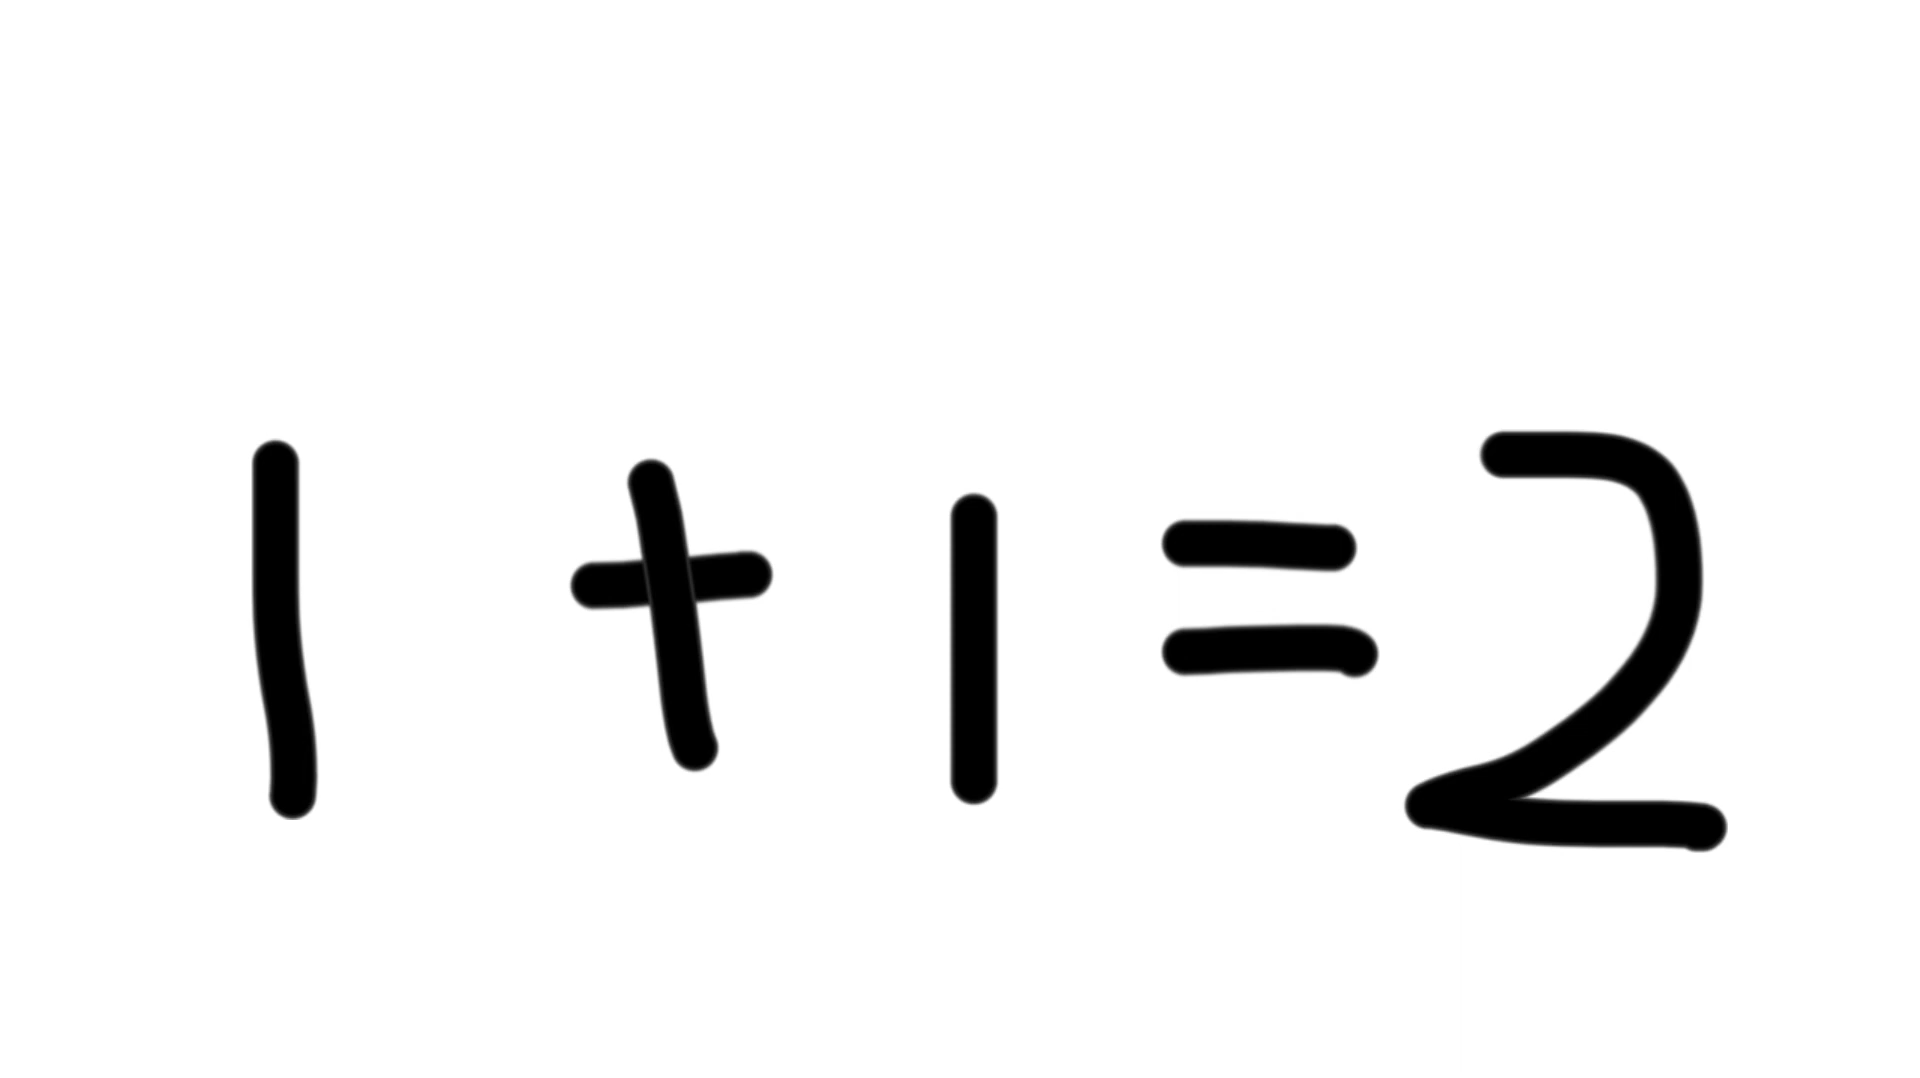 1 + 1 = 2